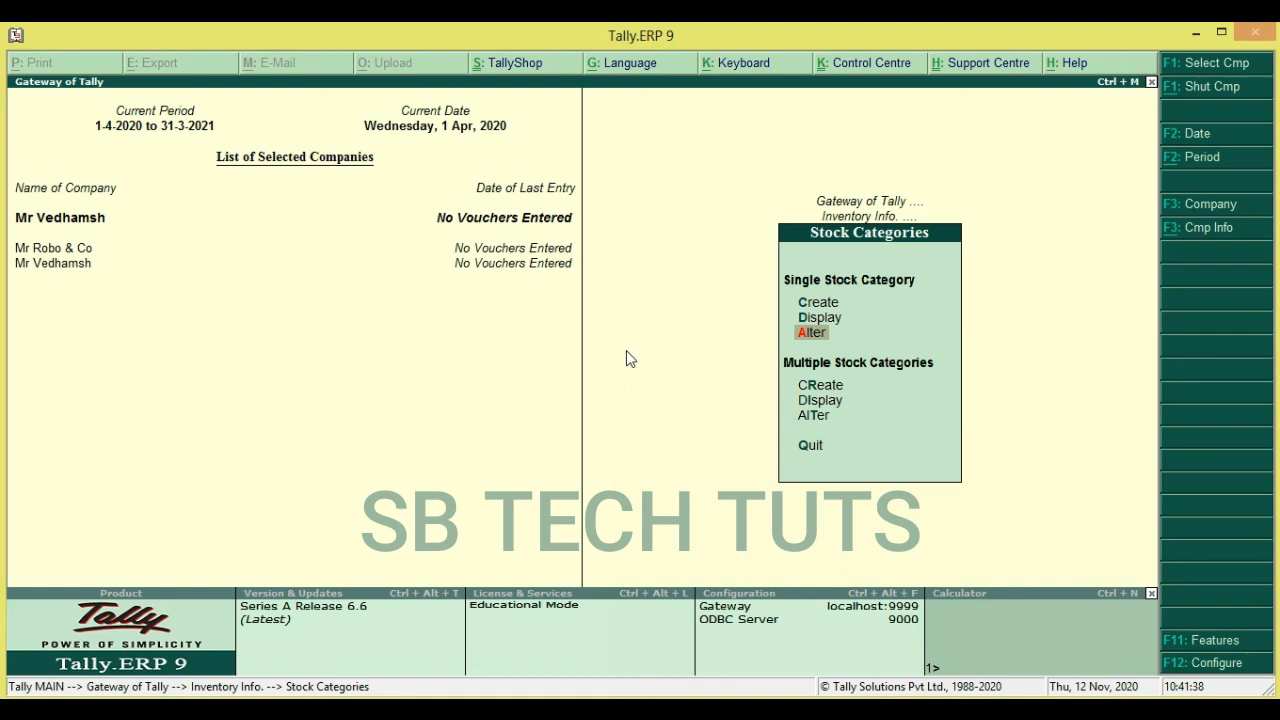 Tally.ERP 9
P: Print E: Export M: E-Mail O: Upload S: TallyShop G: Language K: Keyboard K: Control Centre H: Support Centre H: Help
Gateway of Tally Ctrl + M
Current Period Current Date
1-4-2020 to 31-3-2021 Wednesday, 1 Apr, 2020
List of Selected Companies
Name of Company Date of Last Entry
Mr Vedhamsh No Vouchers Entered
Mr Robo & Co No Vouchers Entered
Mr Vedhamsh No Vouchers Entered
Gateway of Tally ....
Inventory Info. ....
Stock Categories
Single Stock Category
Create
Display
Alter
Multiple Stock Categories
CReate
DIsplay
AlTer
Quit
F1: Select Cmp
F1: Shut Cmp
F2: Date
F2: Period
F3: Company
F3: Cmp Info
F11: Features
F12: Configure
SB TECH TUTS
Product
Tally
POWER OF SIMPLICITY
Tally.ERP 9
Version & Updates Ctrl + Alt + T
Series A Release 6.6
(Latest)
License & Services Ctrl + Alt + L
Educational Mode
Configuration Ctrl + Alt + F
Gateway localhost:9999
ODBC Server 9000
Calculator Ctrl + N
1>
Tally MAIN --> Gateway of Tally --> Inventory Info. --> Stock Categories © Tally Solutions Pvt Ltd., 1988-2020 Thu, 12 Nov, 2020 10:41:38